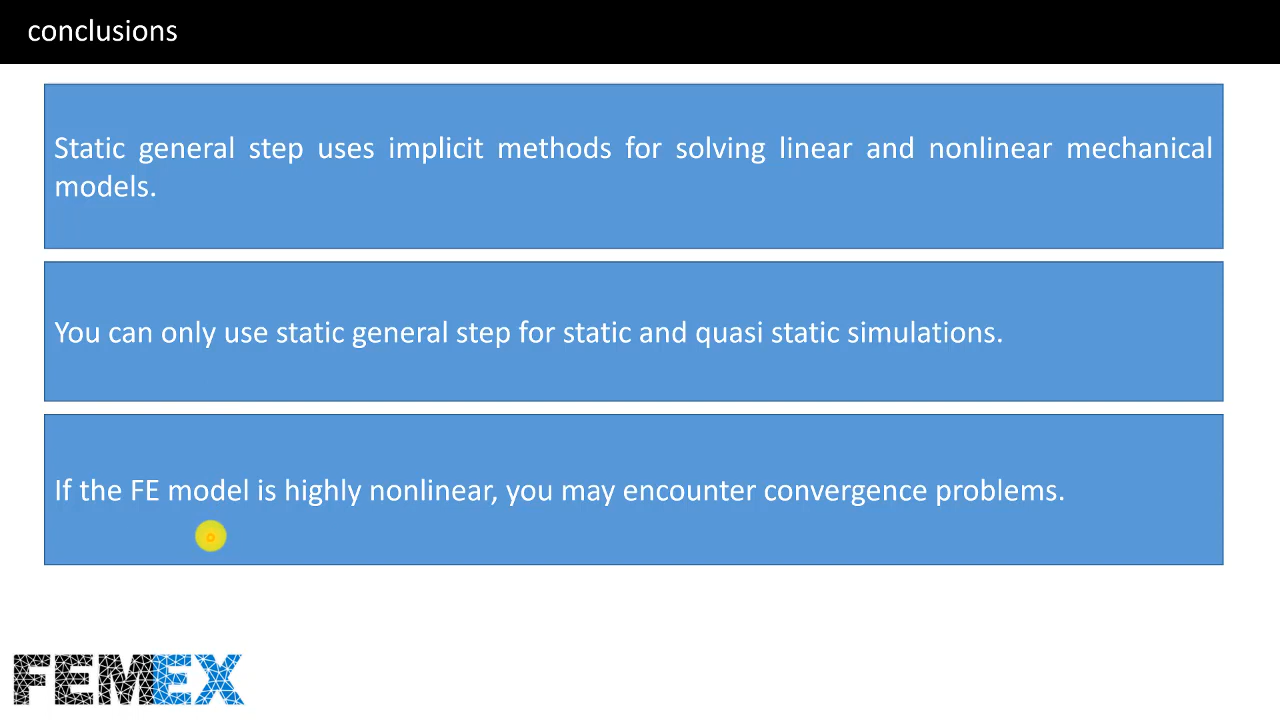 conclusions
Static general step uses implicit methods for solving linear and nonlinear mechanical
models.
You can only use static general step for static and quasi static simulations.
If the FE model is highly nonlinear, you may encounter convergence problems.
FEMEX